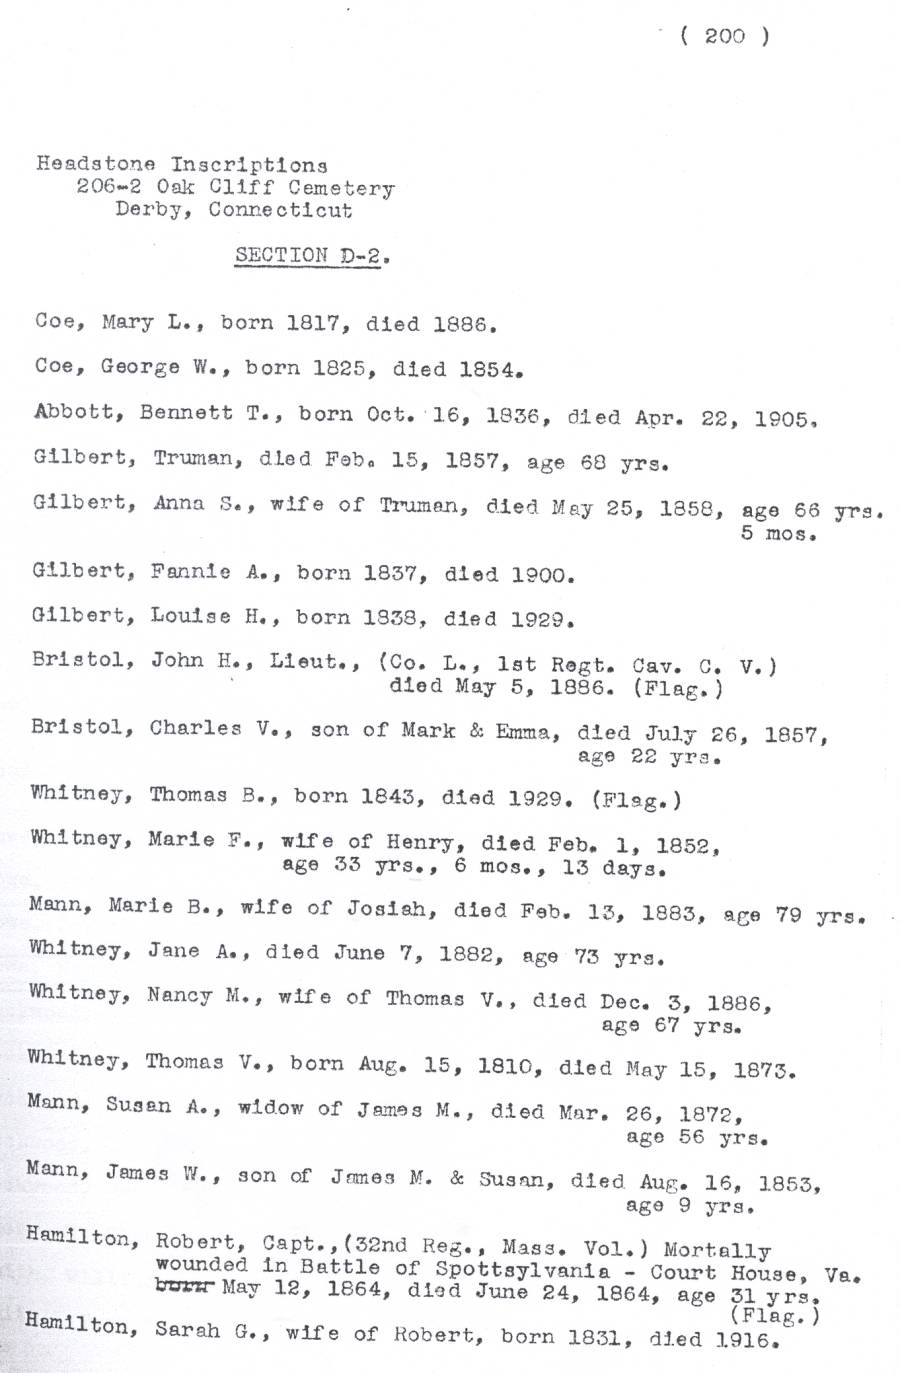 ( 200 )
Headstone Inscriptions
206-2 Oak Cliff Cemetery
Derby, Connecticut
SECTION D-2.
Coe, Mary L., born 1817, died 1886.
Coe, George W., born 1825, died 1854.
Abbott, Bennett T., born Oct. 16, 1836, died Apr. 22, 1905.
Gilbert, Truman, died Feb. 15, 1857, age 68 yrs.
Gilbert, Anna S., wife of Truman, died May 25, 1858, age 66 yrs.
5 mos.
Gilbert, Fannie A., born 1837, died 1900.
Gilbert, Louise H., born 1838, died 1929.
Bristol, John H., Lieut., (Co. L., 1st Regt. Cav. C. V.)
died May 5, 1886. (Flag.)
Bristol, Charles V., son of Mark & Emma, died July 26, 1857,
age 22 yrs.
Whitney, Thomas B., born 1843, died 1929. (Flag.)
Whitney, Marie F., wife of Henry, died Feb. 1, 1852,
age 33 yrs., 6 mos., 13 days.
Mann, Marie B., wife of Josiah, died Feb. 13, 1883, age 79 yrs.
Whitney, Jane A., died June 7, 1882, age 73 yrs.
Whitney, Nancy M., wife of Thomas V., died Dec. 3, 1886,
age 67 yrs.
Whitney, Thomas V., born Aug. 15, 1810, died May 15, 1873.
Mann, Susan A., widow of James M., died Mar. 26, 1872,
age 56 yrs.
Mann, James W., son of James M. & Susan, died Aug. 16, 1853,
age 9 yrs.
Hamilton, Robert, Capt.,(32nd Reg., Mass. Vol.) Mortally
wounded in Battle of Spottsylvania - Court House, Va.
May 12, 1864, died June 24, 1864, age 31 yrs.
(Flag.)
Hamilton, Sarah G., wife of Robert, born 1831, died 1916.